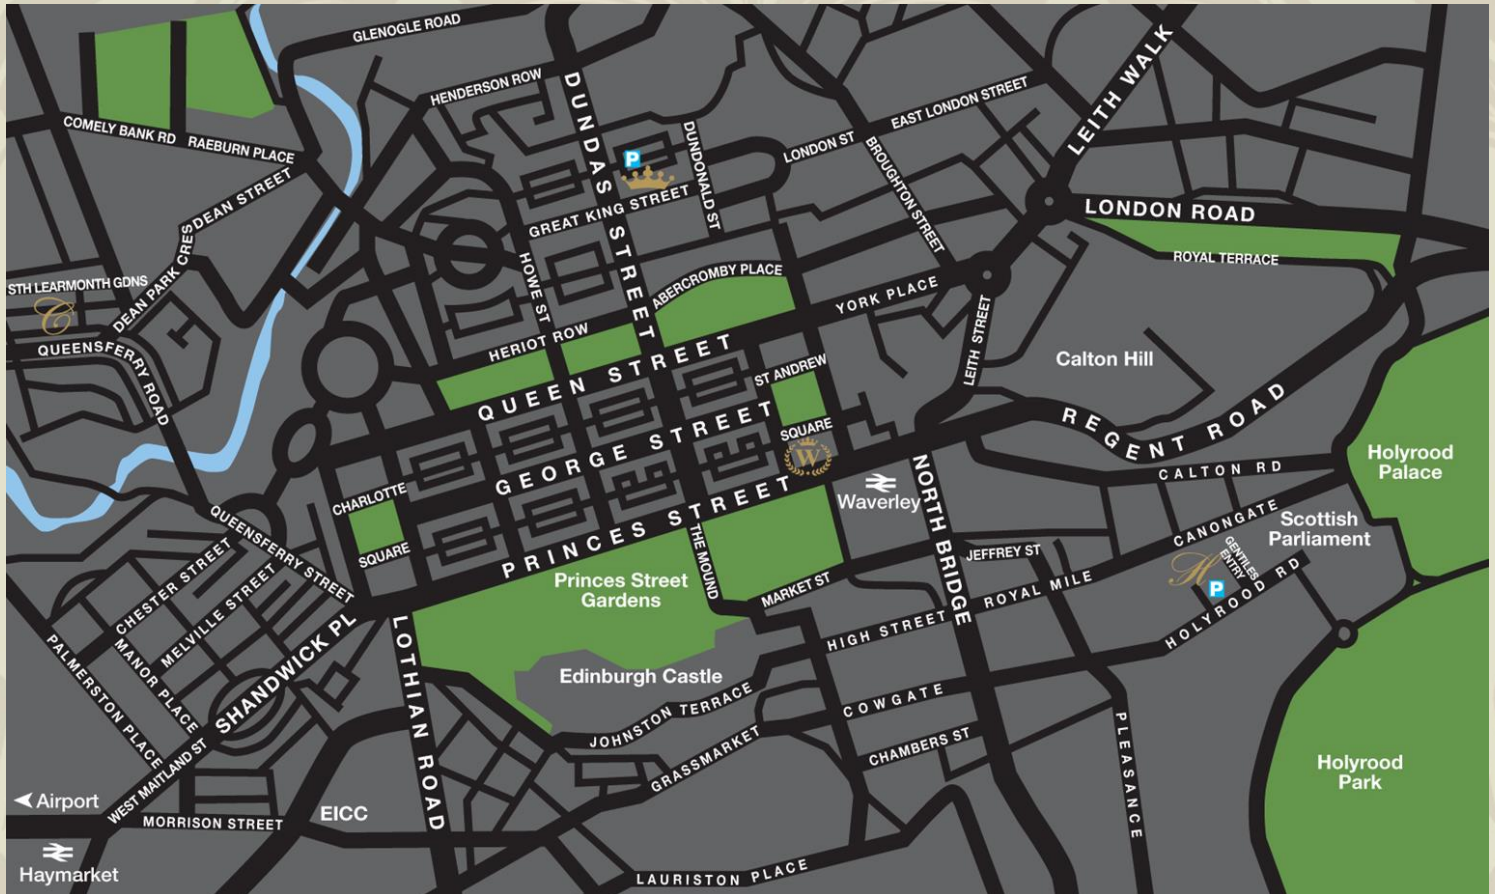 GLENOGLE ROAD
LEITH WALK
HENDERSON ROW
DUNDAS STREET
EAST LONDON STREET
COMELY BANK RD
RAEBURN PLACE
LONDON ST
DUNDONALD ST
BROUGHTON STREET
P
DEAN STREET
GREAT KING STREET
LONDON ROAD
DEAN PARK CRES
ROYAL TERRACE
STH LEARMONTH GDNS
HOWE ST
ABERCROMBY PLACE
YORK PLACE
C
LEITH STREET
HERIOT ROW
QUEENSFERRY ROAD
QUEEN STREET
Calton Hill
ST ANDREW
SQUARE
GEORGE STREET
REGENT ROAD
W
Holyrood
Palace
CALTON RD
CHARLOTTE
SQUARE
PRINCES STREET
Waverley
NORTH BRIDGE
QUEENSFERRY STREET
THE MOUND
CANONGATE
Scottish
Parliament
JEFFREY ST
GENTILES
ENTRY
H
P
CHESTER STREET
MELVILLE STREET
Princes Street
Gardens
MARKET ST
ROYAL MILE
HOLYROOD RD
HIGH STREET
LOTHIAN ROAD
SHANDWICK PL
PALMERSTON PLACE
MANOR PLACE
Edinburgh Castle
JOHNSTON TERRACE
COWGATE
GRASSMARKET
CHAMBERS ST
PLEASANCE
Holyrood
Park
WEST MAITLAND ST
Airport
EICC
MORRISON STREET
Haymarket
LAURISTON PLACE